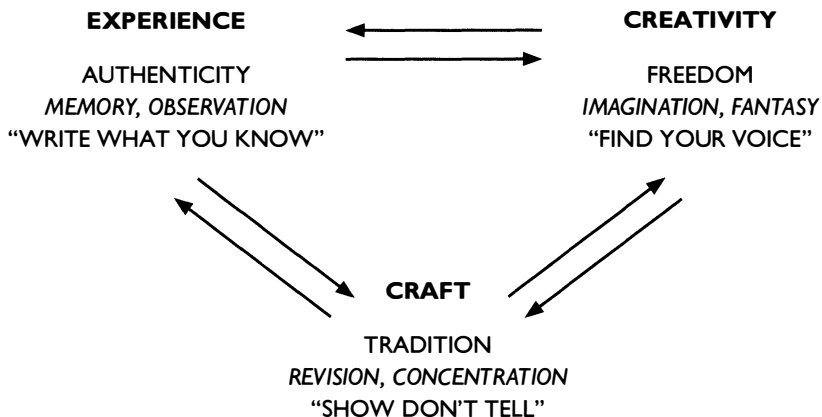 EXPERIENCE
AUTHENTICITY
MEMORY, OBSERVATION
“WRITE WHAT YOU KNOW”
CREATIVITY
FREEDOM
IMAGINATION, FANTASY
“FIND YOUR VOICE”
CRAFT
TRADITION
REVISION, CONCENTRATION
“SHOW DON’T TELL”